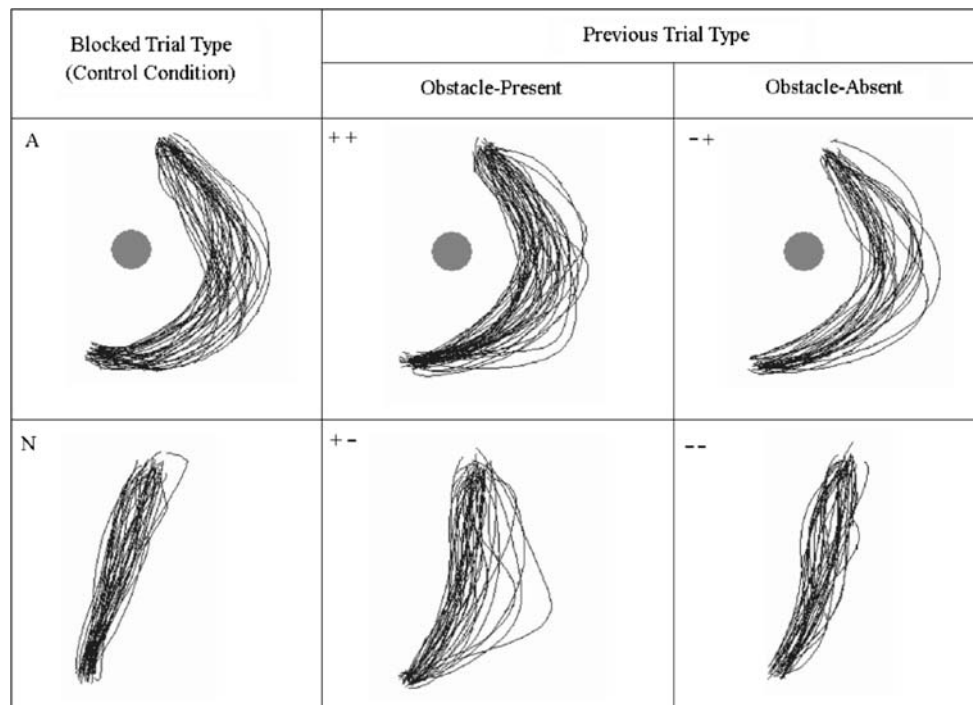 Blocked Trial Type
(Control Condition)
Previous Trial Type
Obstacle-Present
Obstacle-Absent
A
+ +
- +
N
+ -
- -